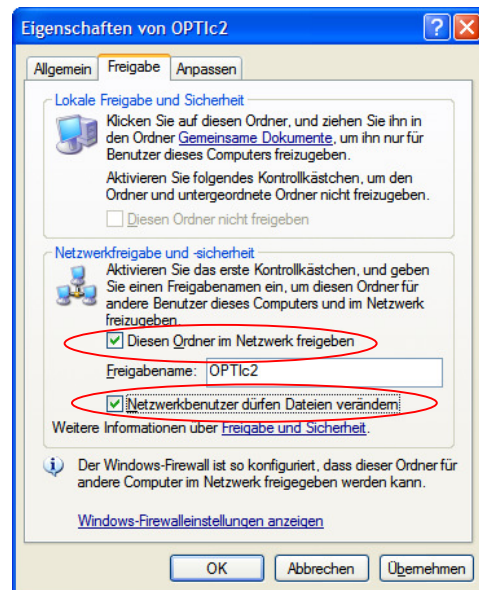 Eigenschaften von OPTIc2
Allgemein Freigabe Anpassen
Lokale Freigabe und Sicherheit
Klicken Sie auf diesen Ordner, und ziehen Sie ihn in
den Ordner Gemeinsame Dokumente, um ihn nur für
Benutzer dieses Computers freizugeben.
Aktivieren Sie folgendes Kontrollkästchen, um den
Ordner und untergeordnete Ordner nicht freizugeben.
Diesen Ordner nicht freigeben
Netzwerkfreigabe und -sicherheit
Aktivieren Sie das erste Kontrollkästchen, und geben
Sie einen Freigabenamen ein, um diesen Ordner für
andere Benutzer dieses Computers und im Netzwerk
freizugeben.
Diesen Ordner im Netzwerk freigeben
Freigabename: OPTIc2
Netzwerkbenutzer dürfen Dateien verändern
Weitere Informationen über Freigabe und Sicherheit.
Der Windows-Firewall ist so konfiguriert, dass dieser Ordner für
andere Computer im Netzwerk freigegeben werden kann.
Windows-Firewalleinstellungen anzeigen
OK Abbrechen Übernehmen